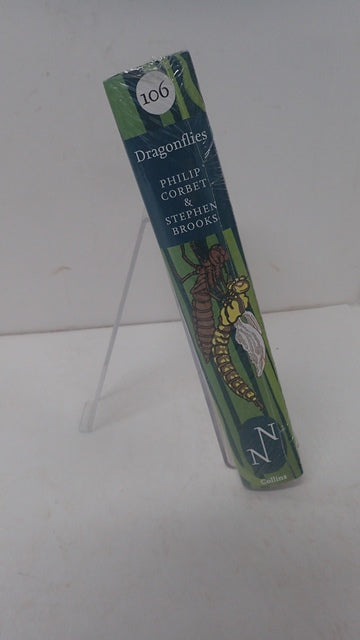 106
Dragonflies
PHILIP
CORBET
&
STEPHEN
BROOKS
N
N
Collins